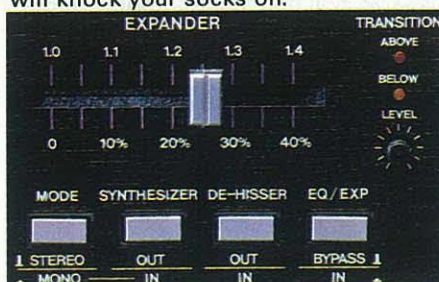 will knock your socks off.
EXPANDER
TRANSITION
1.0 1.1 1.2 1.3 1.4
ABOVE
BELOW
LEVEL
0 10% 20% 30% 40%
MODE SYNTHESIZER DE-HISSER EQ/EXP
STEREO OUT OUT BYPASS
MONO IN IN IN